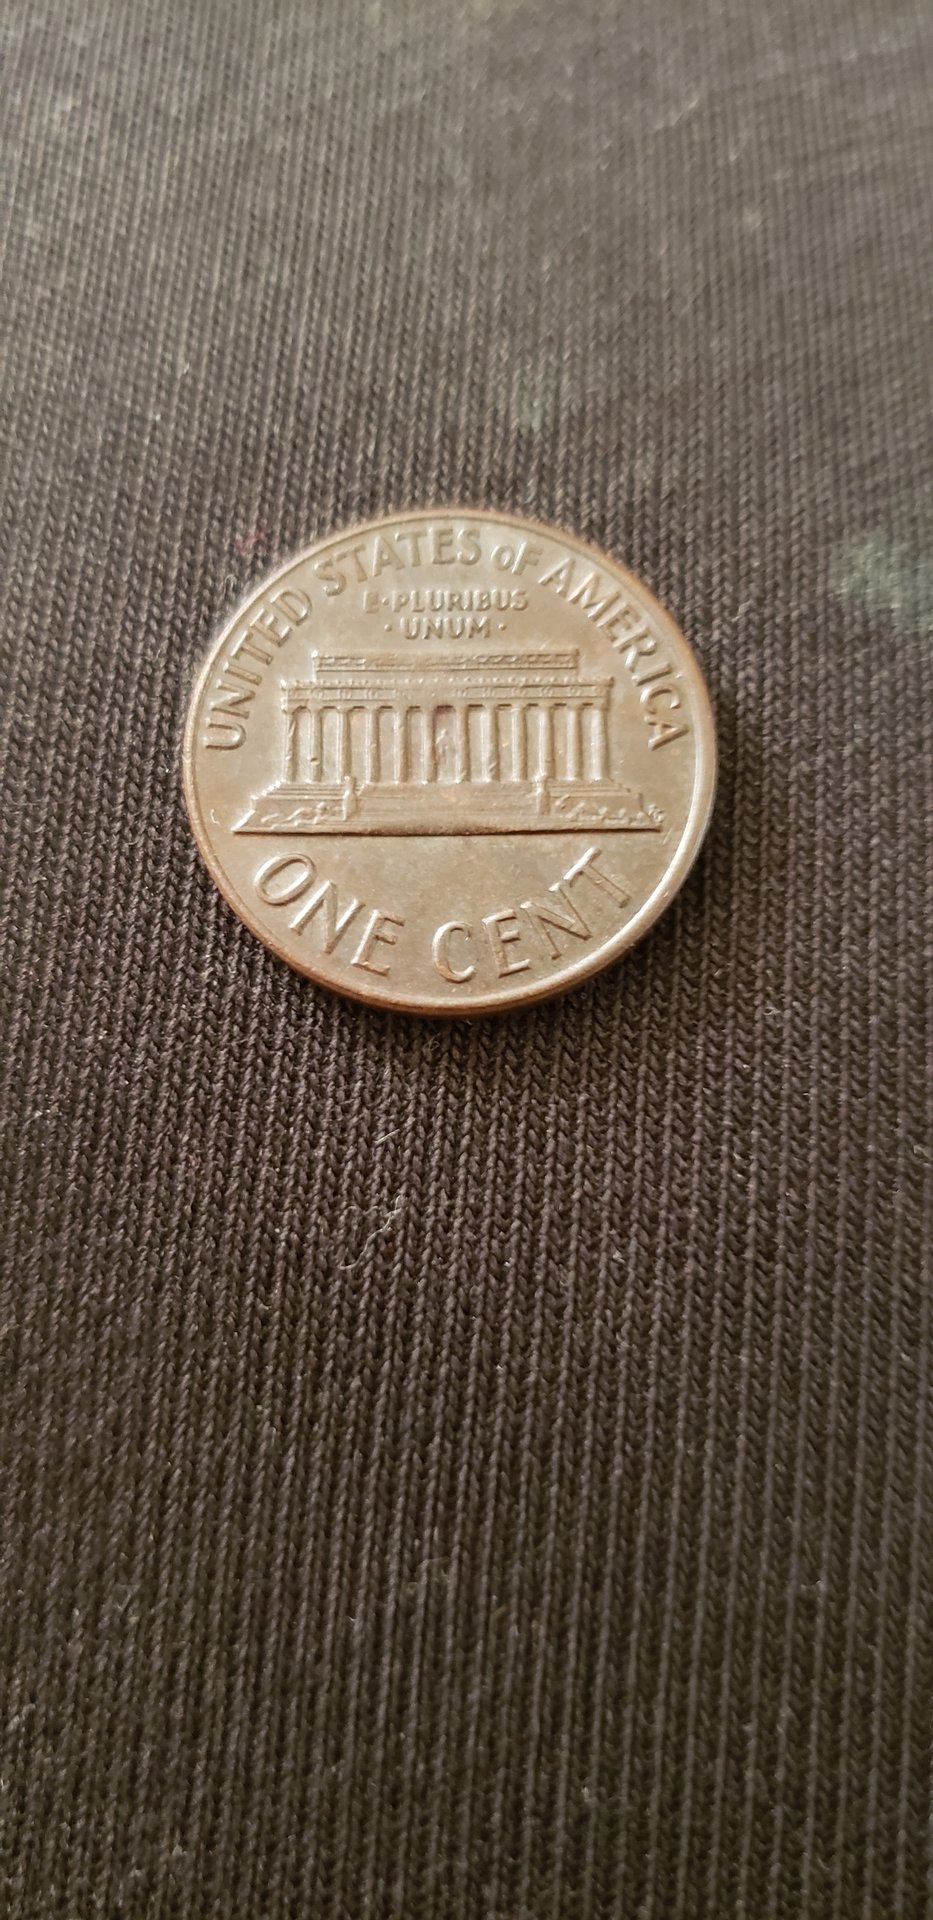 UNITED STATES OF AMERICA
E·PLURIBUS
·UNUM·
ONE CENT